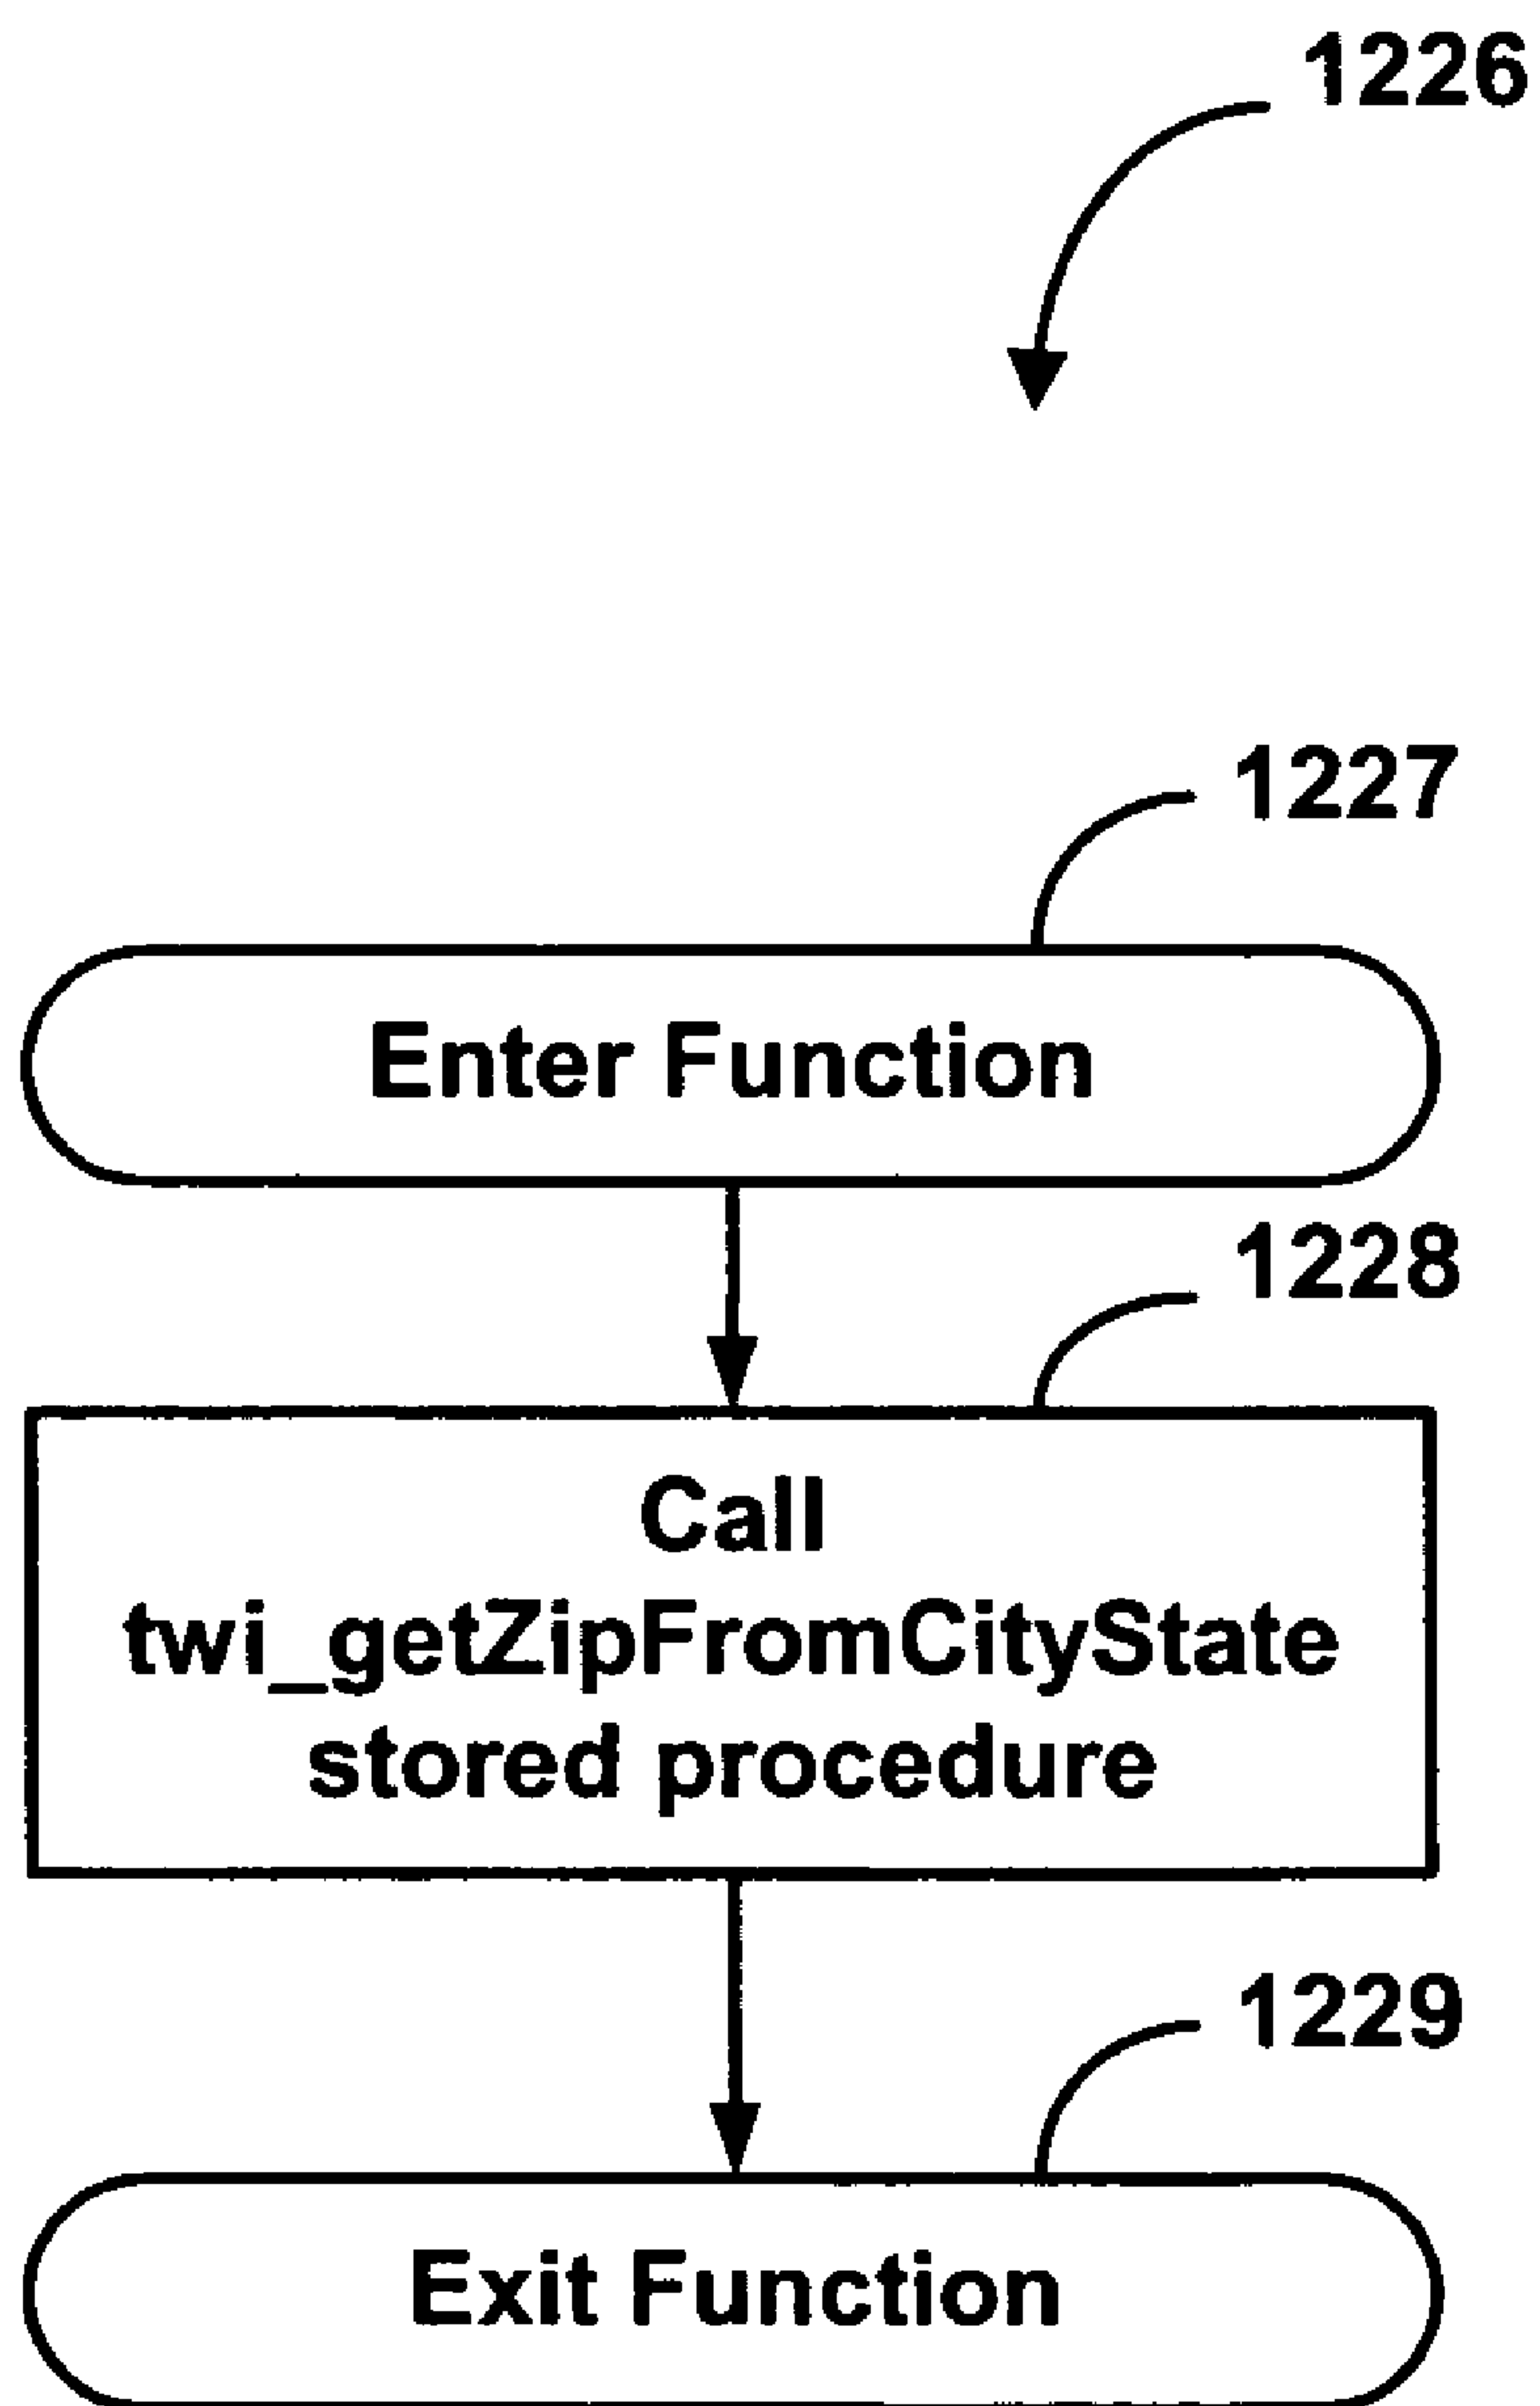 1226
1227
Enter Function
1228
Call
twi_getZipFromCityState
stored procedure
1229
Exit Function